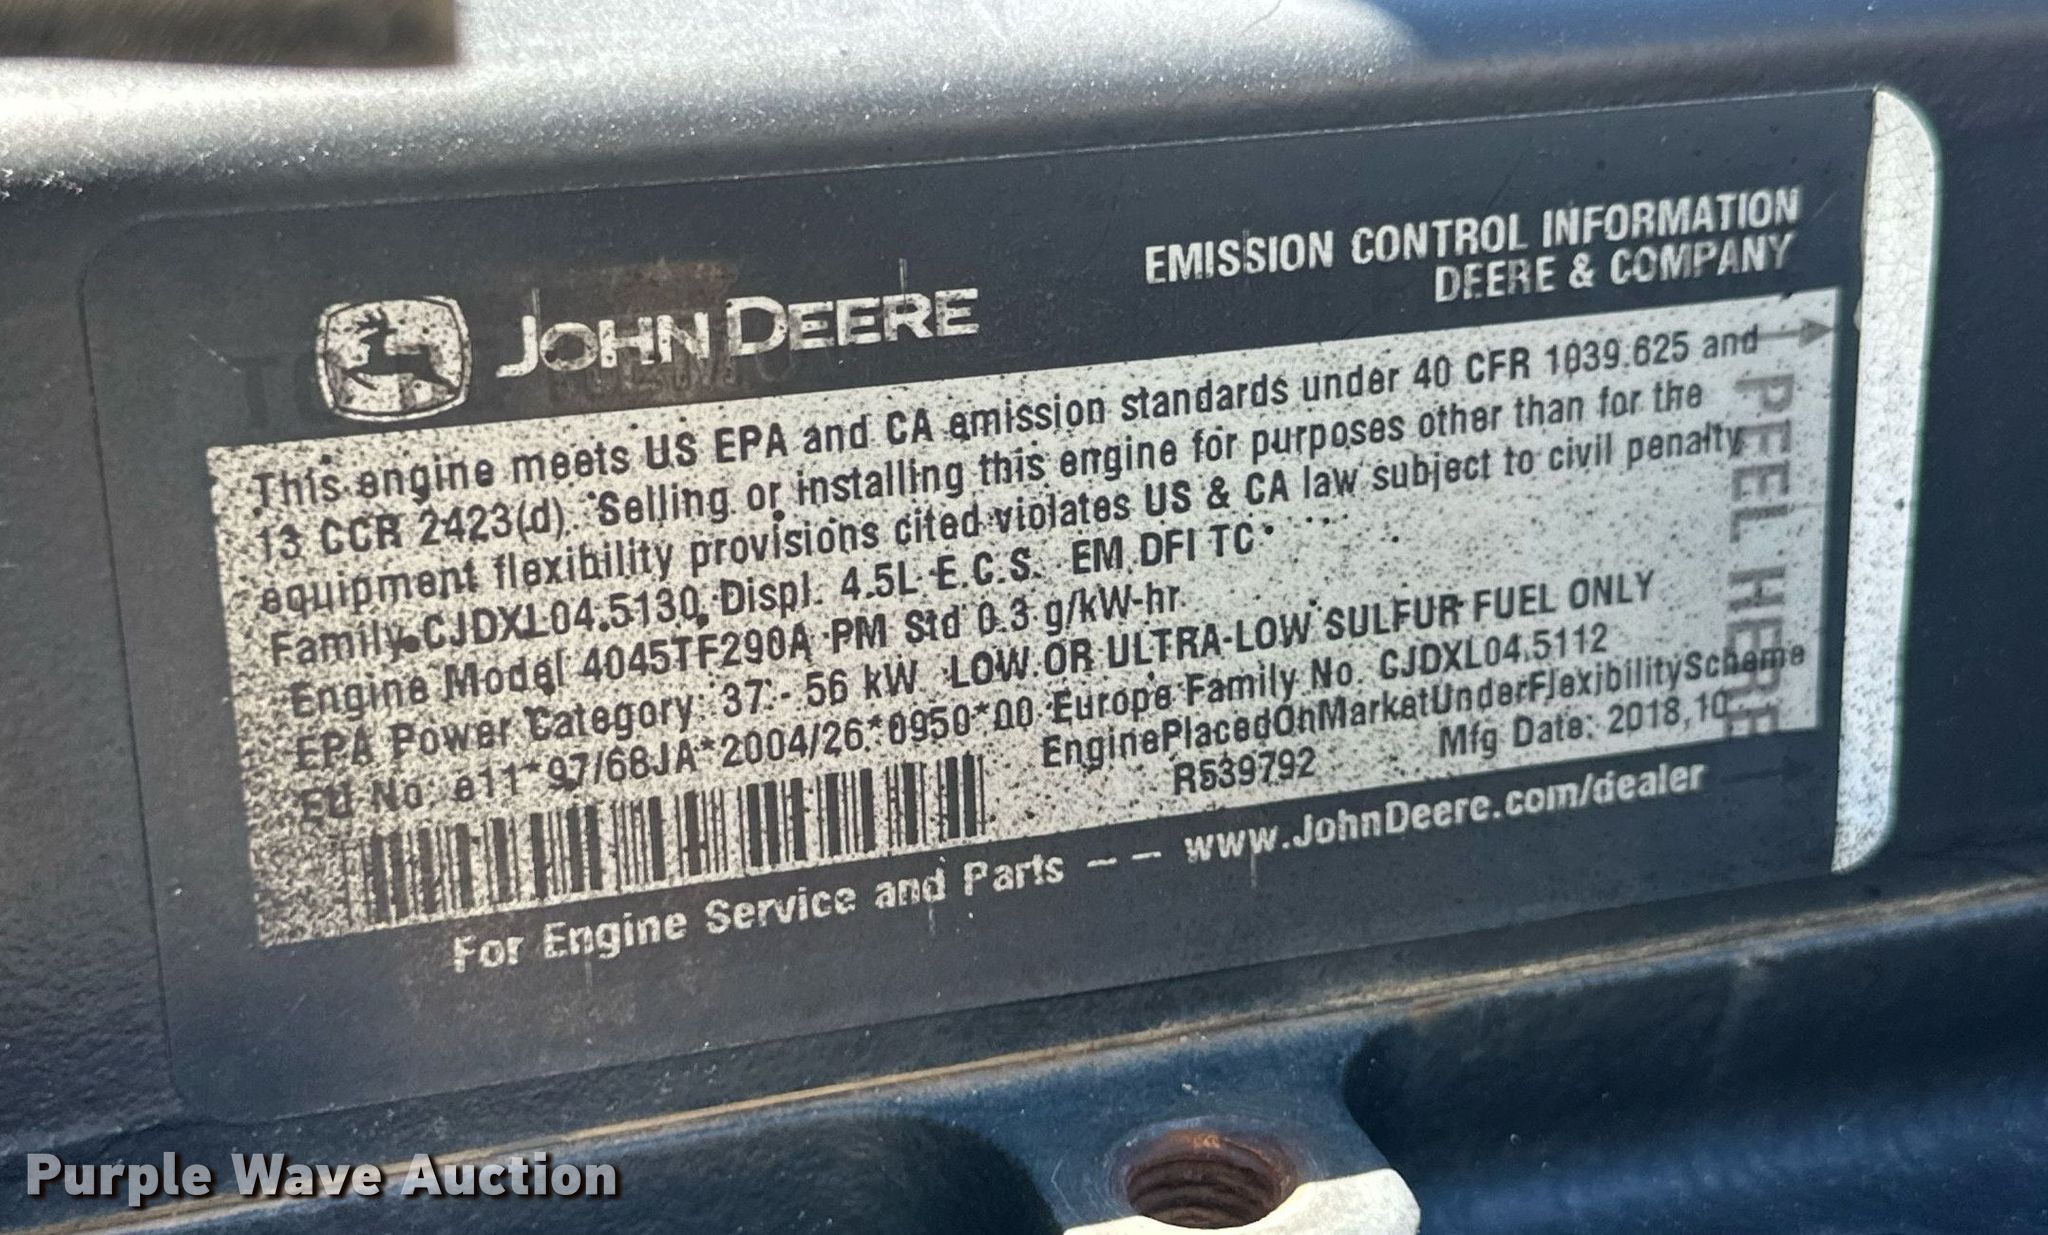 JOHN DEERE
EMISSION CONTROL INFORMATION
DEERE & COMPANY
This engine meets US EPA and CA emission standards under 40 CFR 1039.625 and
13 CCR 2423(d). Selling or installing this engine for purposes other than for the
equipment flexibility provisions cited violates US & CA law subject to civil penalty
Family CJDXL04.5130 Displ. 4.5L E.C.S. EM DFI TC
Engine Model 4045TF290A PM Std 0.3 g/kW-hr.
EPA Power Category: 37 - 56 kW LOW OR ULTRA-LOW SULFUR FUEL ONLY
EU No e11*97/68JA*2004/26*0950*00 Europe Family No. CJDXL04.5112
EnginePlacedOnMarketUnderFlexibilityScheme
R539792 Mfg Date: 2018,10
PEEL HERE
For Engine Service and Parts -- www.JohnDeere.com/dealer
Purple Wave Auction